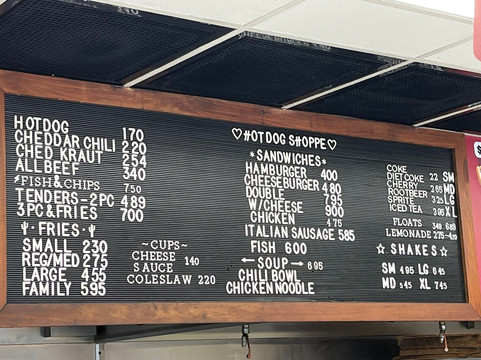 HOTDOG 170
CHEDDAR CHILI 220
CHED KRAUT 254
ALL BEEF 340
FISH & CHIPS 750
TENDERS-2PC 489
3PC & FRIES 700
FRIES
SMALL 230
REG/MED 275
LARGE 455
FAMILY 595
~CUPS~
CHEESE 140
SAUCE
COLESLAW 220
♡HOTDOG SHOPPE♡
*SANDWICHES*
HAMBURGER 400
CHEESEBURGER 480
DOUBLE 795
W/CHEESE 900
CHICKEN 475
ITALIAN SAUSAGE 585
FISH 600
←SOUP→ 695
CHILI BOWL
CHICKEN NOODLE
COKE
DIET COKE SM
CHERRY
ROOTBEER MD
SPRITE LG
ICED TEA XL
FLOATS
LEMONADE
☆SHAKES☆
SM 495 LG 645
MD 545 XL 745
$